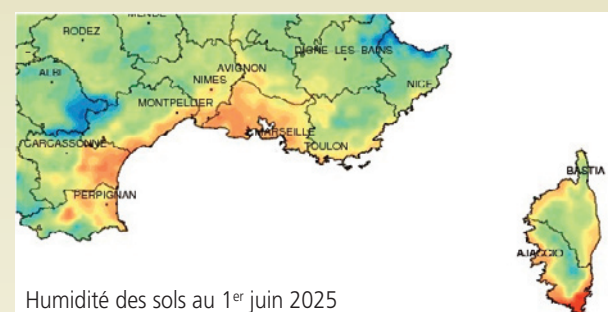 MENDE
RODEZ
DIGNE LES BAINS
AVIGNON
ALBI
NIMES
NICE
MONTPELLIER
MARSEILLE
CARCASSONNE
TOULON
BASTIA
PERPIGNAN
AJACCIO
Humidité des sols au 1er juin 2025